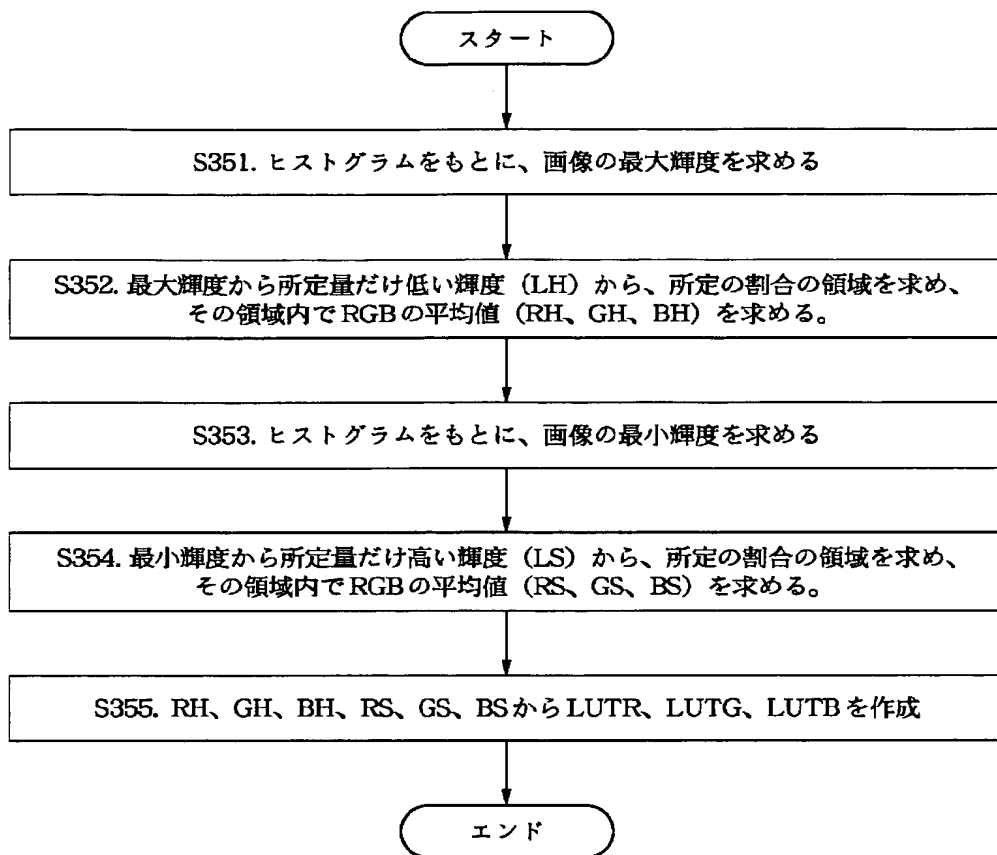 スタート
S351. ヒストグラムをもとに、画像の最大輝度を求める
S352. 最大輝度から所定量だけ低い輝度（LH）から、所定の割合の領域を求め、
その領域内でRGBの平均値（RH、GH、BH）を求める。
S353. ヒストグラムをもとに、画像の最小輝度を求める
S354. 最小輝度から所定量だけ高い輝度（LS）から、所定の割合の領域を求め、
その領域内でRGBの平均値（RS、GS、BS）を求める。
S355. RH、GH、BH、RS、GS、BSからLUTR、LUTG、LUTBを作成
エンド